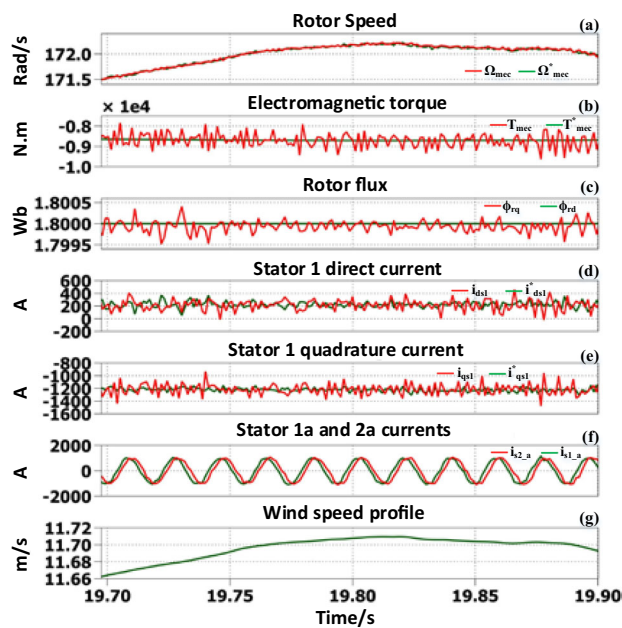 Rotor Speed
(a)
Rad/s
172.0
171.5
Ωmec Ω*mec
× 1e4
Electromagnetic torque
(b)
N.m
-0.8
-0.9
-1.0
Tmec T*mec
Rotor flux
(c)
Wb
1.8005
1.8000
1.7995
ϕrq ϕrd
Stator 1 direct current
(d)
A
600
400
200
0
-200
ids1 i*ds1
Stator 1 quadrature current
(e)
A
-800
-1000
-1200
-1400
-1600
iqs1 i*qs1
Stator 1a and 2a currents
(f)
A
2000
0
-2000
is2_a is1_a
Wind speed profile
(g)
m/s
11.72
11.70
11.68
11.66
19.70 19.75 19.80 19.85 19.90
Time/s